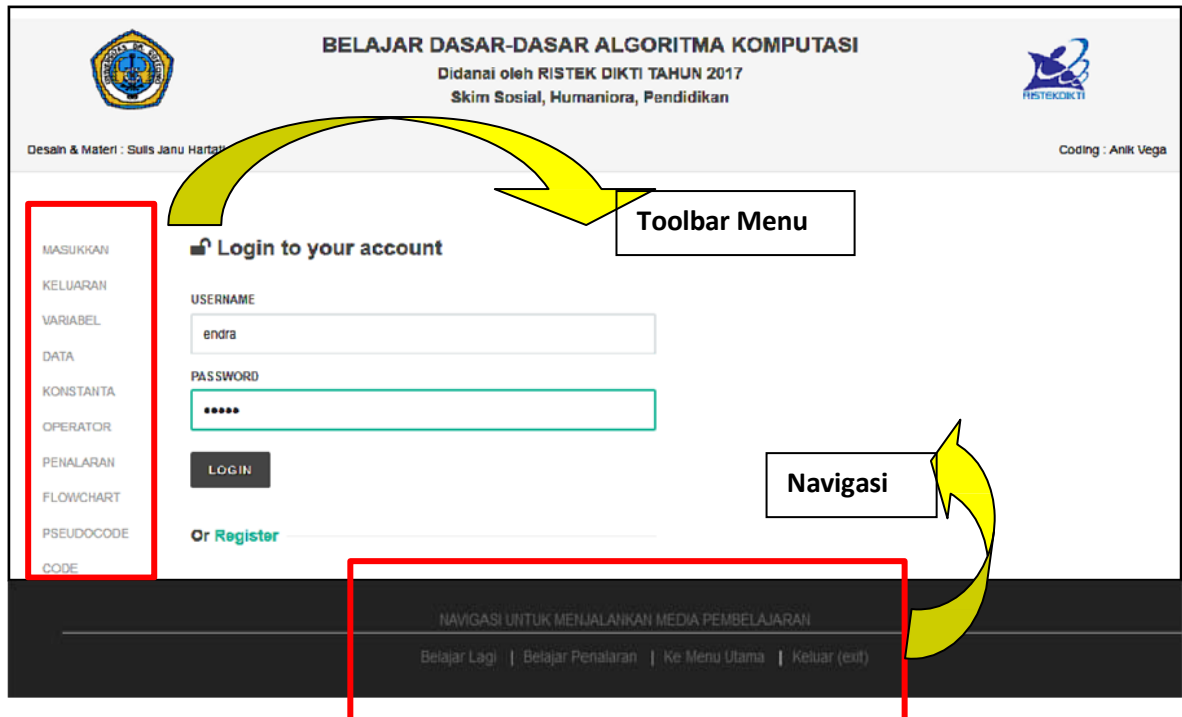 BELAJAR DASAR-DASAR ALGORITMA KOMPUTASI
Didanai oleh RISTEK DIKTI TAHUN 2017
Skim Sosial, Humaniora, Pendidikan
RISTEKDIKTI
Desain & Materi : Sulis Janu
Coding : Anik Vega
Toolbar Menu
MASUKKAN
KELUARAN
VARIABEL
DATA
KONSTANTA
OPERATOR
PENALARAN
FLOWCHART
PSEUDOCODE
CODE
Login to your account
USERNAME
endra
PASSWORD
•••••
LOGIN
Or Register
Navigasi
NAVIGASI UNTUK MENJALANKAN MEDIA PEMBELAJARAN
Belajar Lagi | Belajar Penalaran | Ke Menu Utama | Keluar (exit)